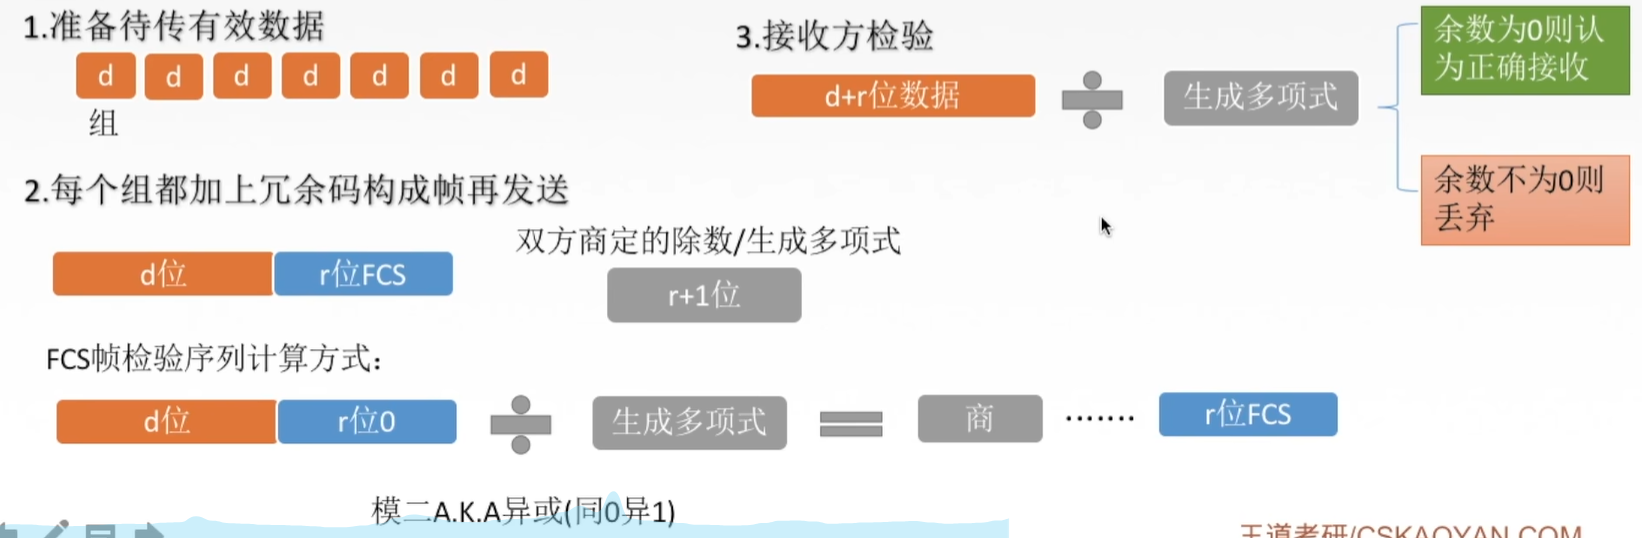 1.准备待传有效数据
d d d d d d d
组
2.每个组都加上冗余码构成帧再发送
d位 r位FCS
双方商定的除数/生成多项式
r+1位
FCS帧检验序列计算方式：
d位 r位0 生成多项式 商 ……. r位FCS
模二A.K.A异或(同0异1)
3.接收方检验
d+r位数据 生成多项式
余数为0则认
为正确接收
余数不为0则
丢弃
王道考研/CSKAOYAN.COM